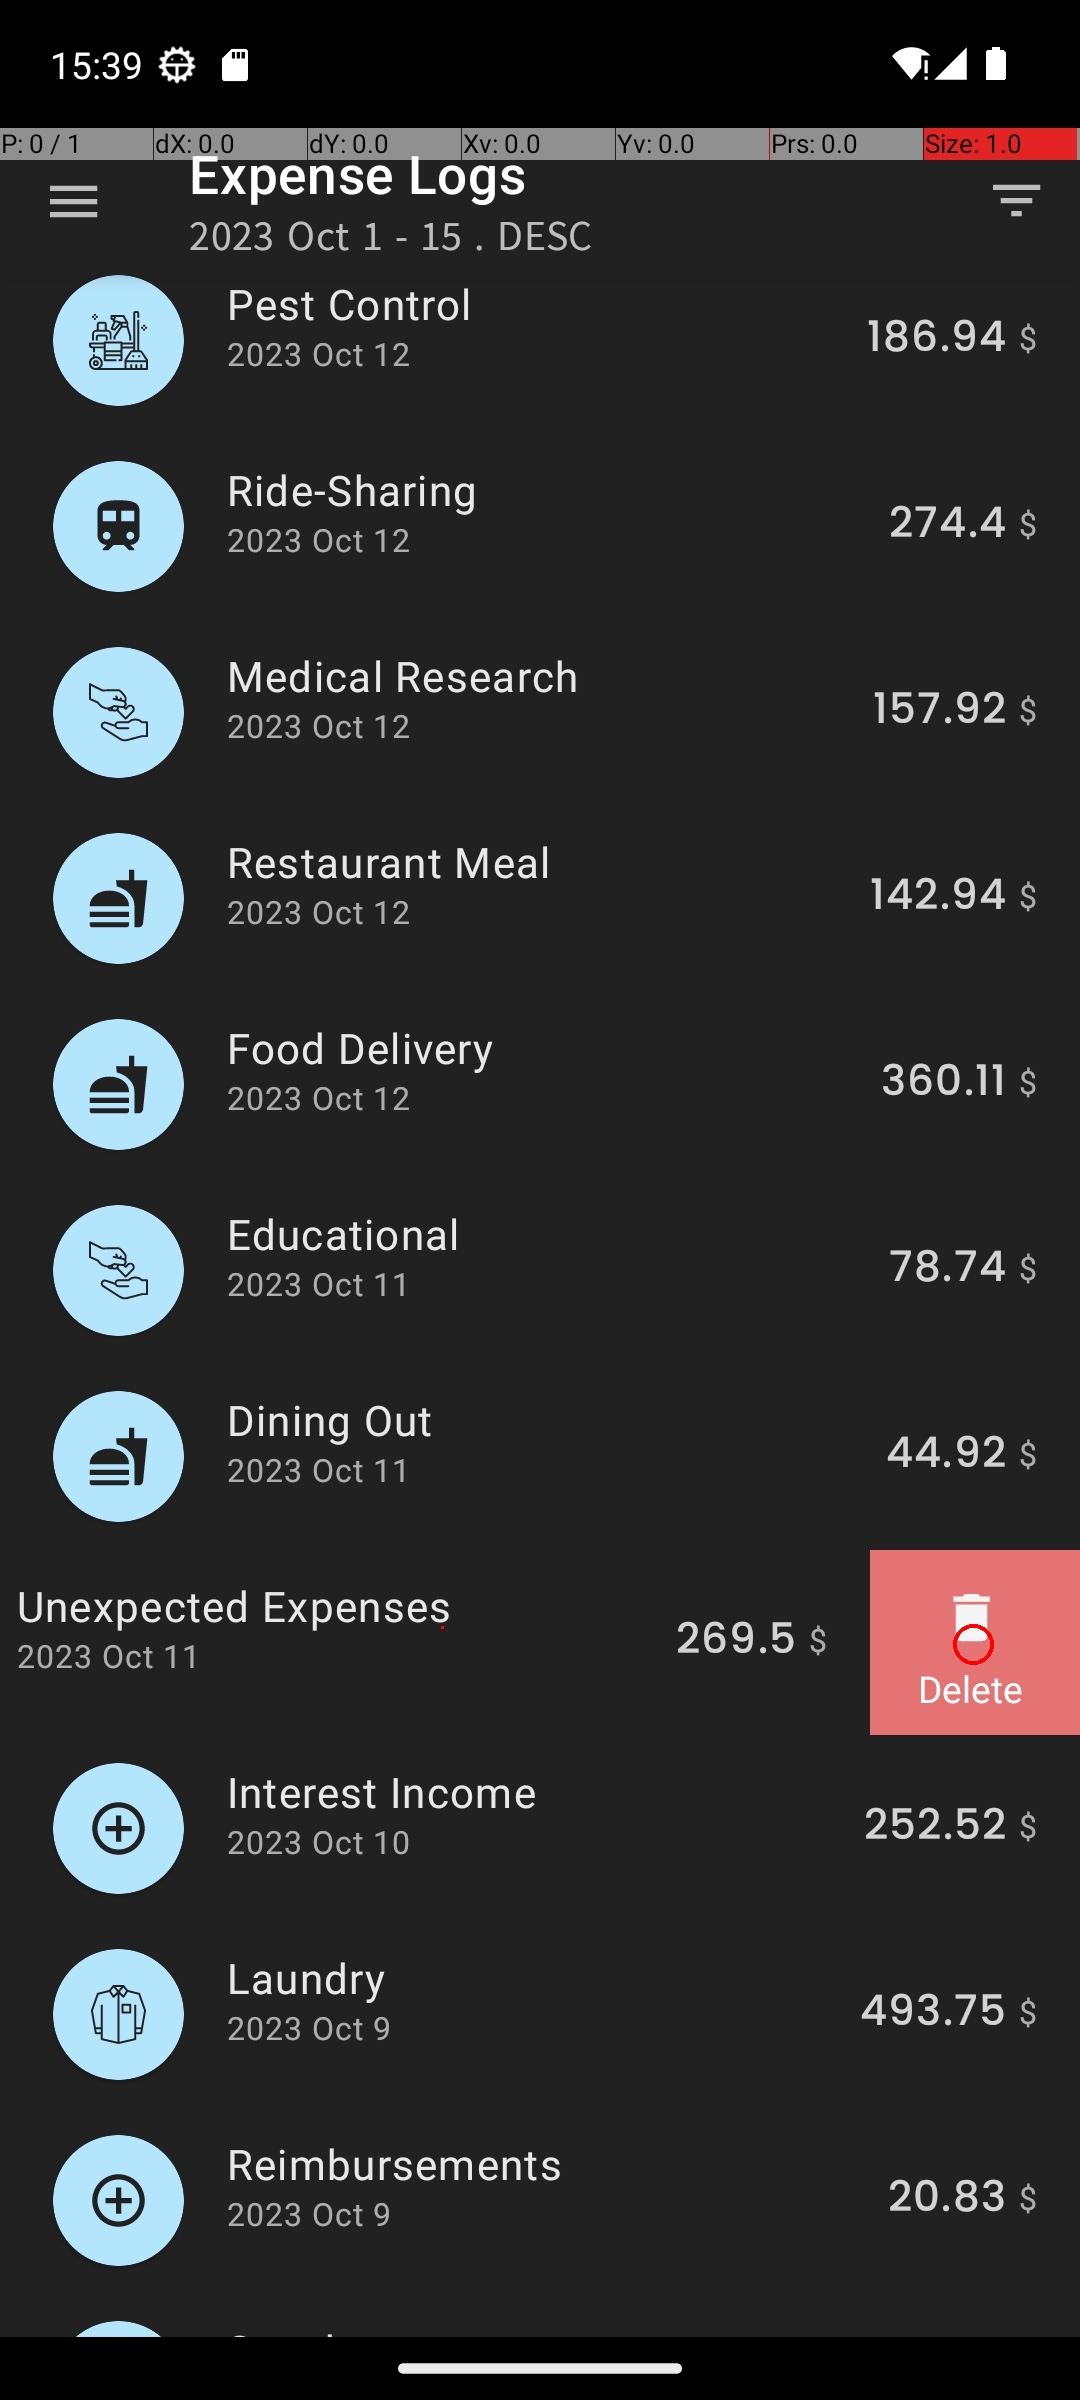 15:39
P: 0 / 1 dX: 0.0 dY: 0.0 Xv: 0.0 Yv: 0.0 Prs: 0.0 Size: 1.0
Expense Logs
2023 Oct 1 - 15 . DESC
Pest Control
2023 Oct 12
186.94 $
Ride-Sharing
2023 Oct 12
274.4 $
Medical Research
2023 Oct 12
157.92 $
Restaurant Meal
2023 Oct 12
142.94 $
Food Delivery
2023 Oct 12
360.11 $
Educational
2023 Oct 11
78.74 $
Dining Out
2023 Oct 11
44.92 $
Unexpected Expenses
2023 Oct 11
269.5 $
Delete
Interest Income
2023 Oct 10
252.52 $
Laundry
2023 Oct 9
493.75 $
Reimbursements
2023 Oct 9
20.83 $